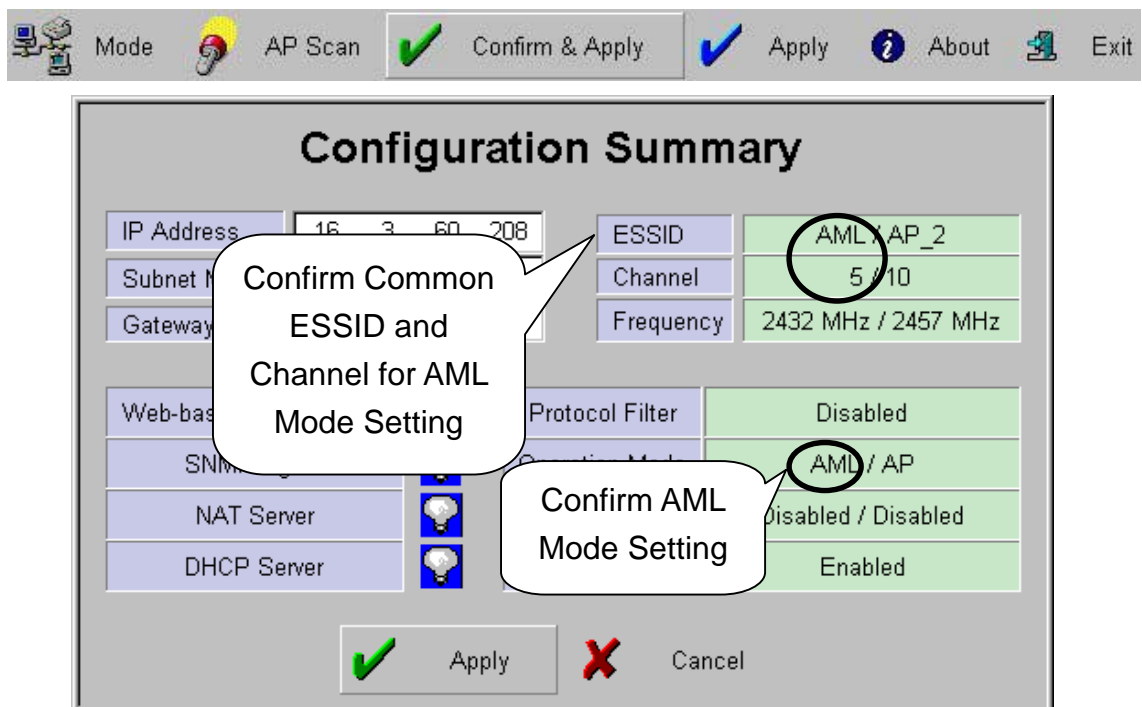 Mode AP Scan Confirm & Apply Apply About Exit
Configuration Summary
IP Address 16 3 60 208
Subnet
Gateway
ESSID AML / AP_2
Channel 5 / 10
Frequency 2432 MHz / 2457 MHz
Confirm Common
ESSID and
Channel for AML
Mode Setting
Protocol Filter Disabled
Operation Mode AML / AP
NAT Server Disabled / Disabled
DHCP Server Enabled
Confirm AML
Mode Setting
Apply Cancel